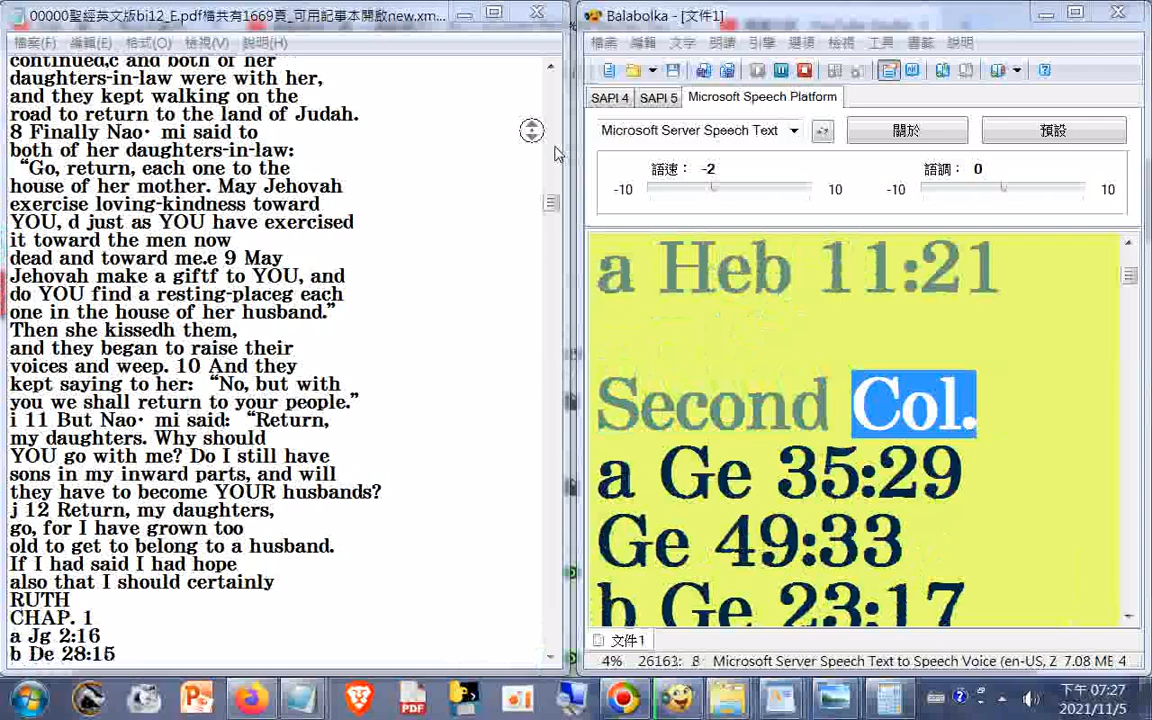 00000聖經英文版bi12_E.pdf檔共有1669頁_可用記事本開啟new.xm...
檔案(F) 編輯(E) 格式(O) 檢視(V) 說明(H)
continued,c and both of her
daughters-in-law were with her,
and they kept walking on the
road to return to the land of Judah.
8 Finally Nao· mi said to
both of her daughters-in-law:
“Go, return, each one to the
house of her mother. May Jehovah
exercise loving-kindness toward
YOU, d just as YOU have exercised
it toward the men now
dead and toward me.e 9 May
Jehovah make a giftf to YOU, and
do YOU find a resting-placeg each
one in the house of her husband.”
Then she kissedh them,
and they began to raise their
voices and weep. 10 And they
kept saying to her: “No, but with
you we shall return to your people.”
i 11 But Nao· mi said: “Return,
my daughters. Why should
YOU go with me? Do I still have
sons in my inward parts, and will
they have to become YOUR husbands?
j 12 Return, my daughters,
go, for I have grown too
old to get to belong to a husband.
If I had said I had hope
also that I should certainly
RUTH
CHAP. 1
a Jg 2:16
b De 28:15
Balabolka - [文件1]
檔案 編輯 文字 朗讀 引擎 選項 檢視 工具 書籤 說明
SAPI 4 SAPI 5 Microsoft Speech Platform
Microsoft Server Speech Text 關於 預設
語速： -2 語調： 0
-10 10 -10 10
a Heb 11:21
Second Col.
a Ge 35:29
Ge 49:33
b Ge 23:17
文件1
4% 26163: 8 Microsoft Server Speech Text to Speech Voice (en-US, Z 7.08 MB 4
PDF
下午 07:27
2021/11/5